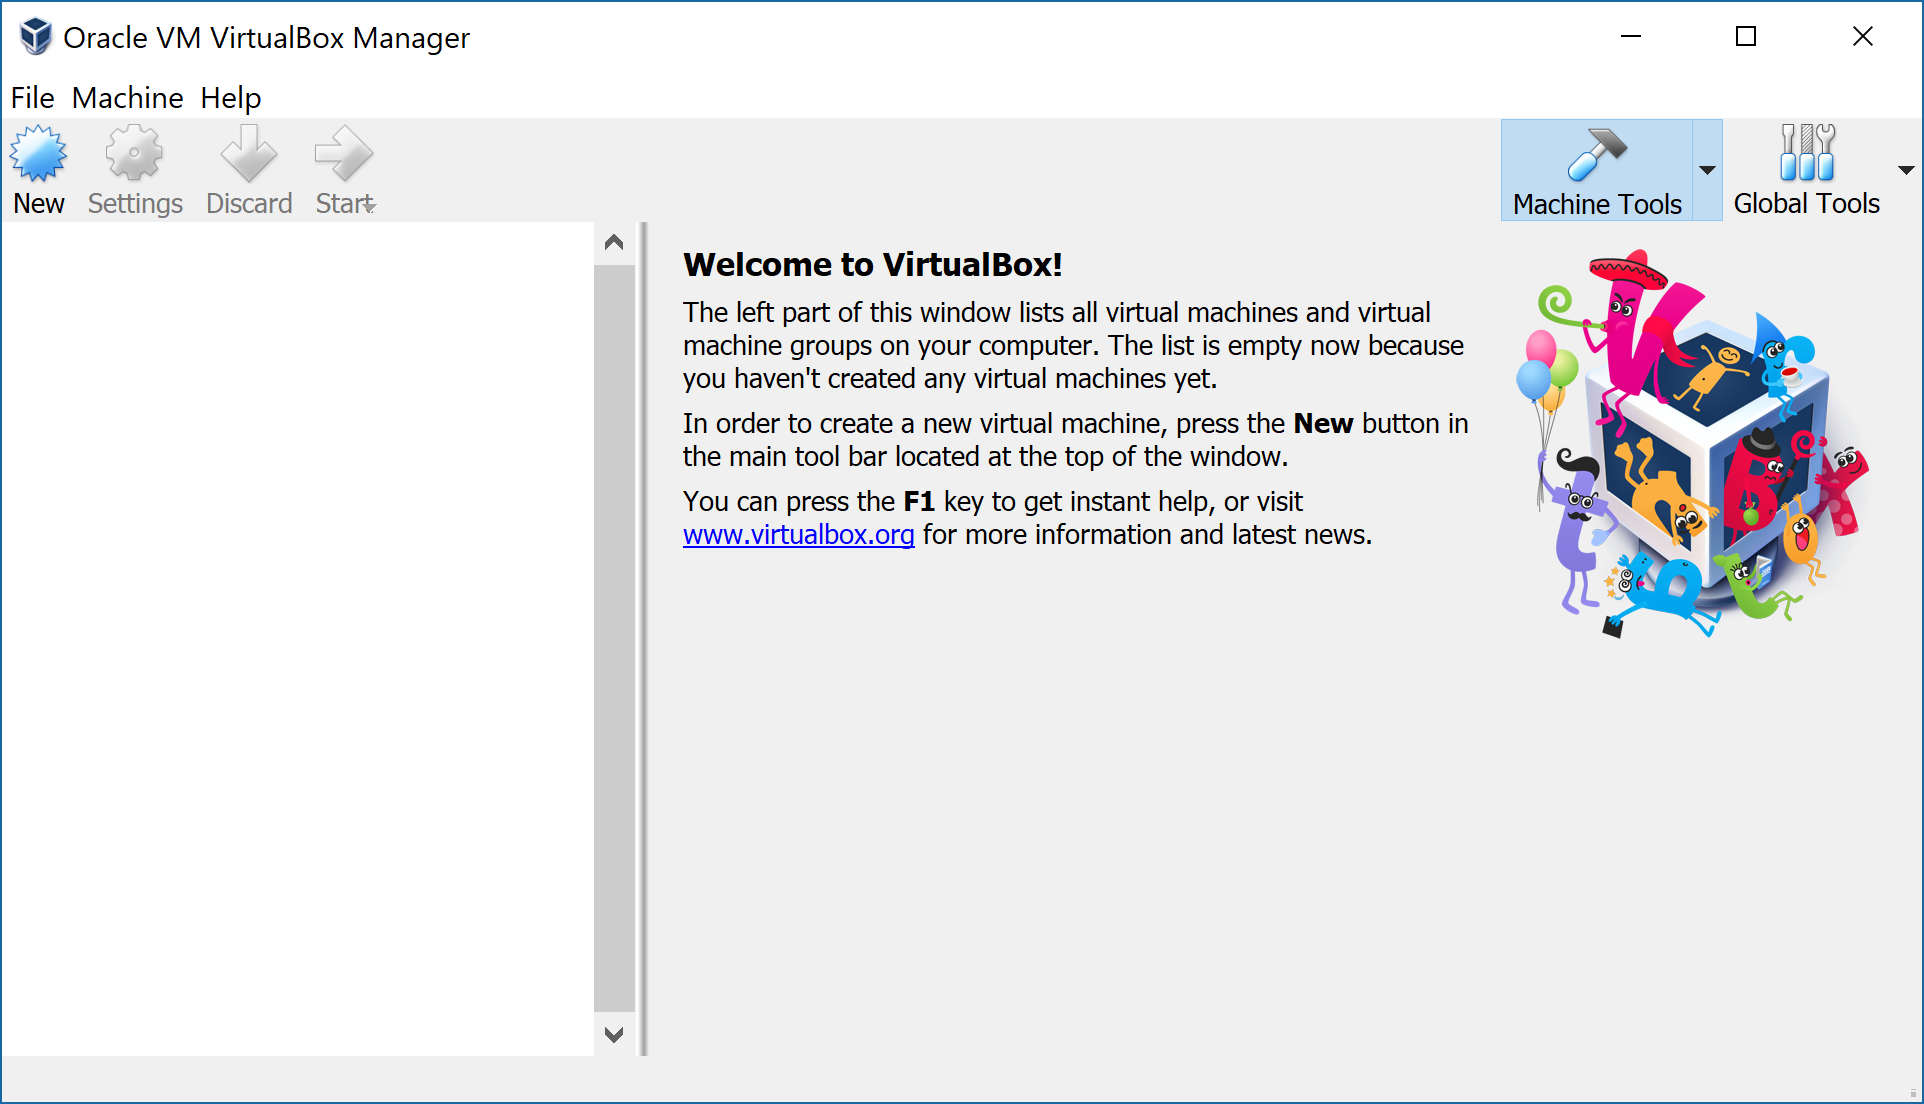 Oracle VM VirtualBox Manager
File Machine Help
New Settings Discard Start Machine Tools Global Tools
Welcome to VirtualBox!
The left part of this window lists all virtual machines and virtual
machine groups on your computer. The list is empty now because
you haven't created any virtual machines yet.
In order to create a new virtual machine, press the New button in
the main tool bar located at the top of the window.
You can press the F1 key to get instant help, or visit
www.virtualbox.org for more information and latest news.